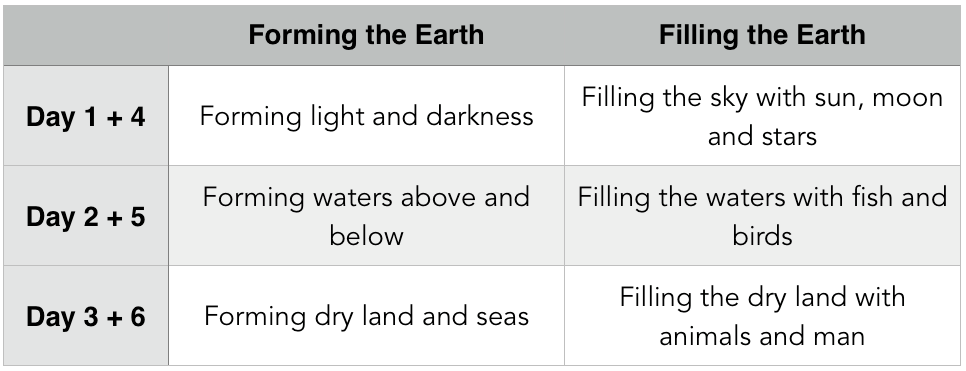 Forming the Earth
Filling the Earth
Day 1 + 4
Forming light and darkness
Filling the sky with sun, moon
and stars
Day 2 + 5
Forming waters above and
below
Filling the waters with fish and
birds
Day 3 + 6
Forming dry land and seas
Filling the dry land with
animals and man